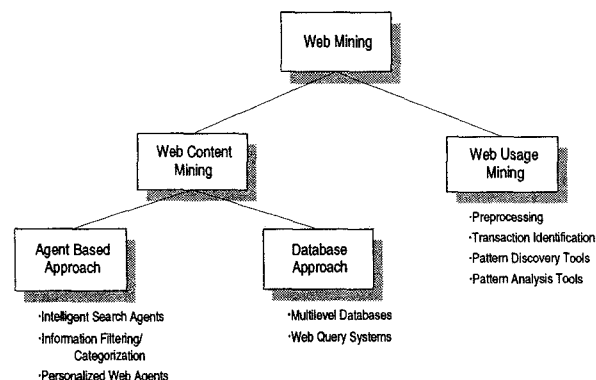 Web Mining
Web Content
Mining
Web Usage
Mining
·Preprocessing
·Transaction Identification
·Pattern Discovery Tools
·Pattern Analysis Tools
Agent Based
Approach
·Intelligent Search Agents
·Information Filtering/
Categorization
·Personalized Web Agents
Database
Approach
·Multilevel Databases
·Web Query Systems